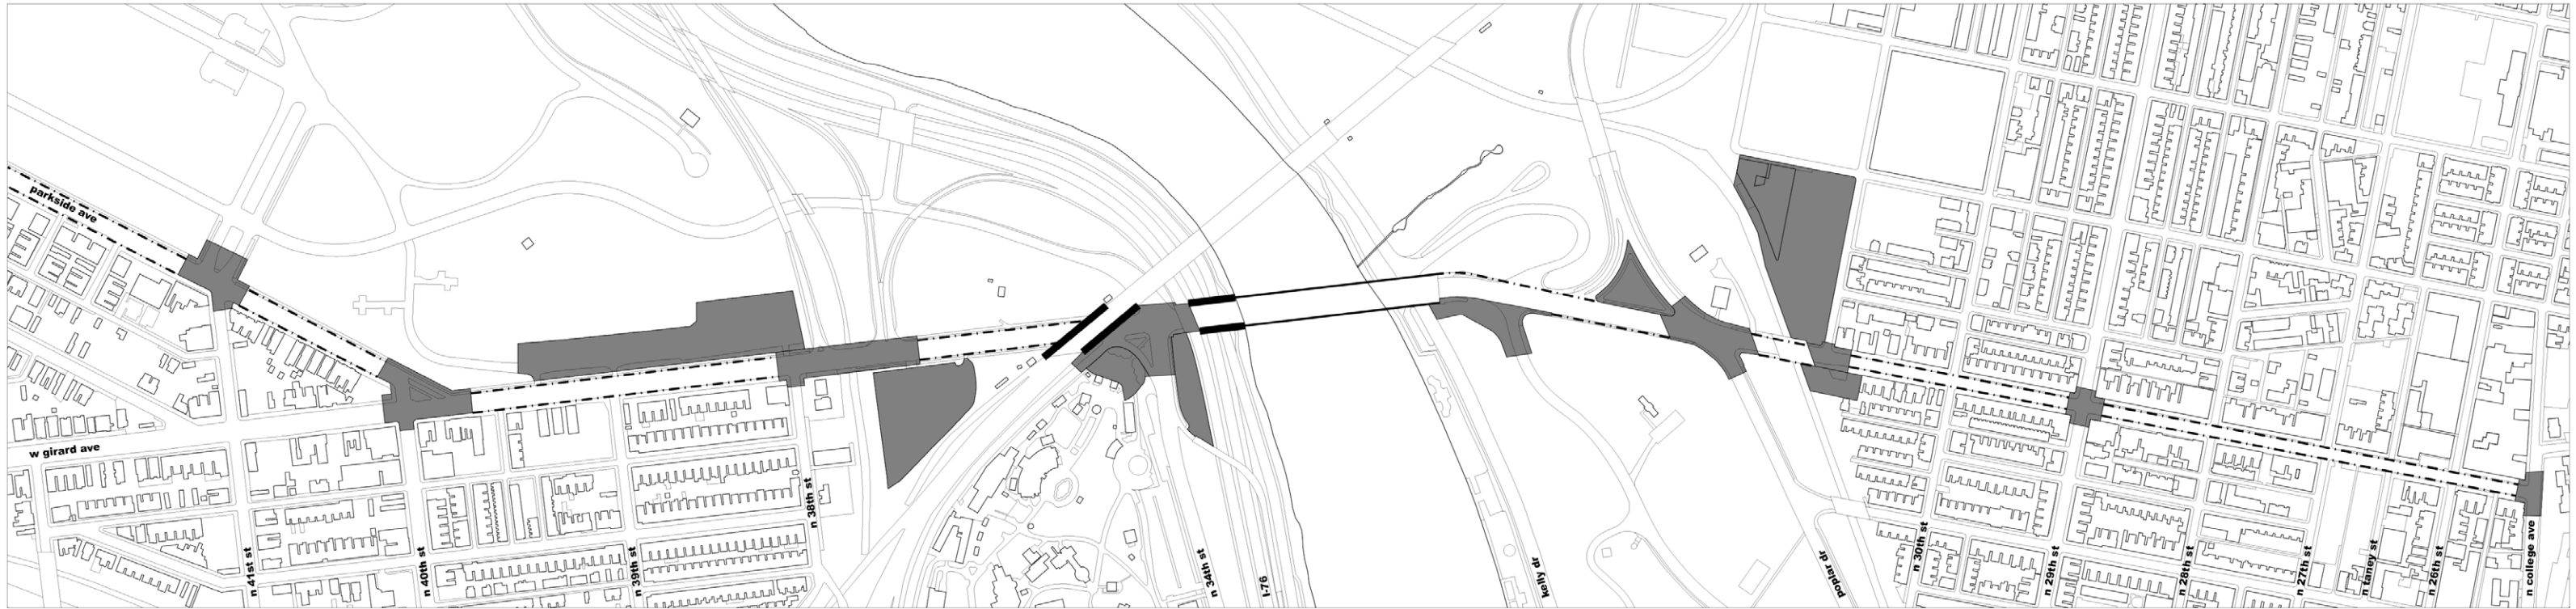 parkside ave
w girard ave
n 41st st
n 40th st
n 39th st
n 38th st
n 34th st
I-76
kelly dr
poplar dr
n 30th st
n 29th st
n 28th st
n 27th st
n taney st
n 26th st
n college ave